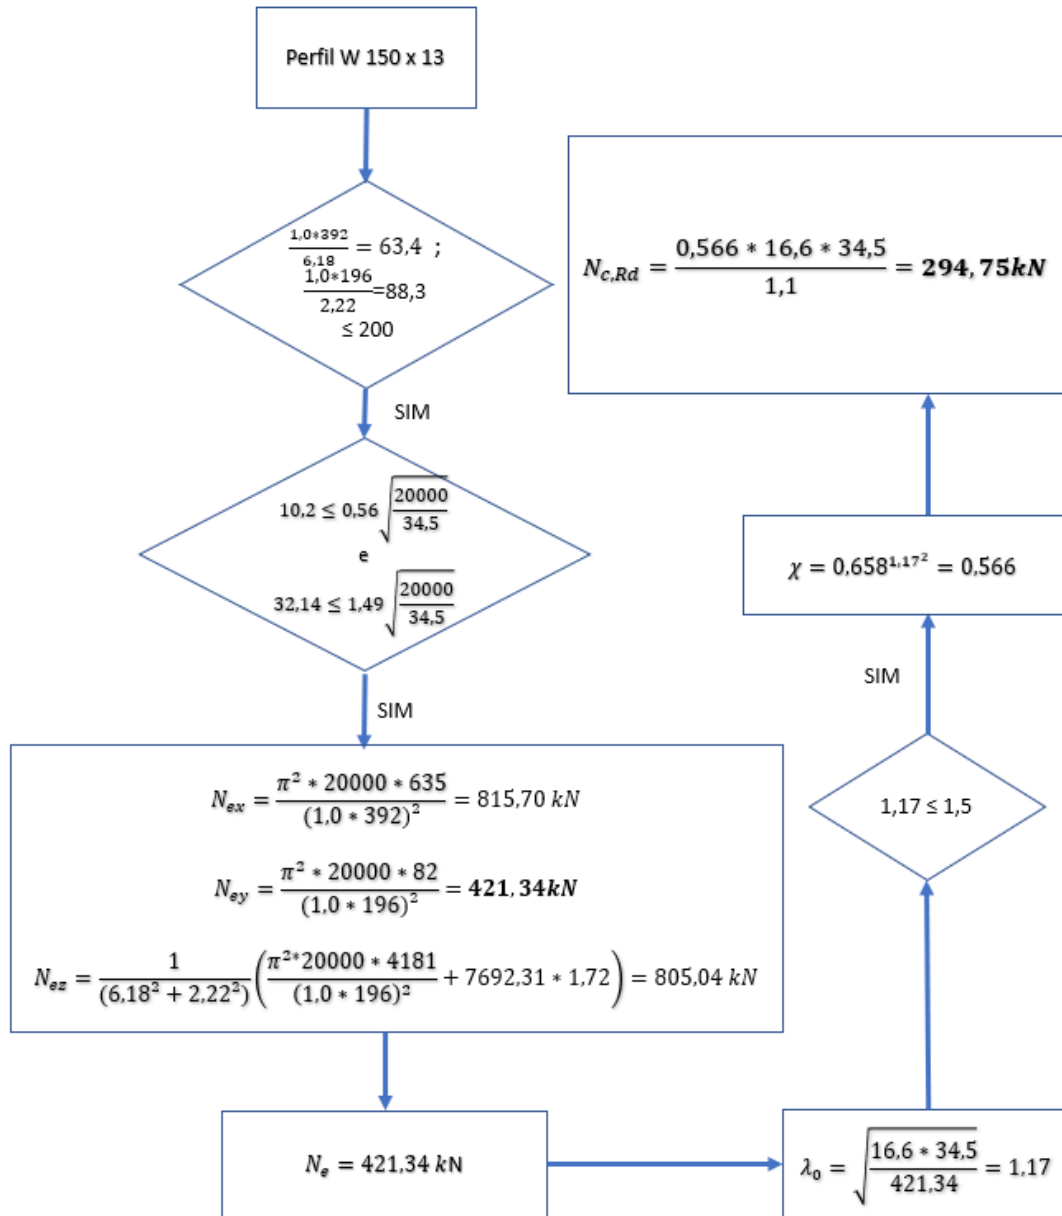 Perfil W 150 x 13
1,0*392/6,18 = 63,4 ;
1,0*196/2,22 =88,3
≤ 200
SIM
10,2 ≤ 0,56 √(20000/34,5)
e
32,14 ≤ 1,49 √(20000/34,5)
SIM
N_ex = π² * 20000 * 635/(1,0 * 392)² = 815,70 kN
N_ey = π² * 20000 * 82/(1,0 * 196)² = 421,34kN
N_ez = 1/(6,18² + 2,22²) (π²*20000 * 4181/(1,0 * 196)² + 7692,31 * 1,72) = 805,04 kN
N_e = 421,34 kN
λ₀ = √(16,6 * 34,5/421,34) = 1,17
1,17 ≤ 1,5
SIM
χ = 0,658^1,17² = 0,566
N_c,Rd = 0,566 * 16,6 * 34,5/1,1 = 294,75kN